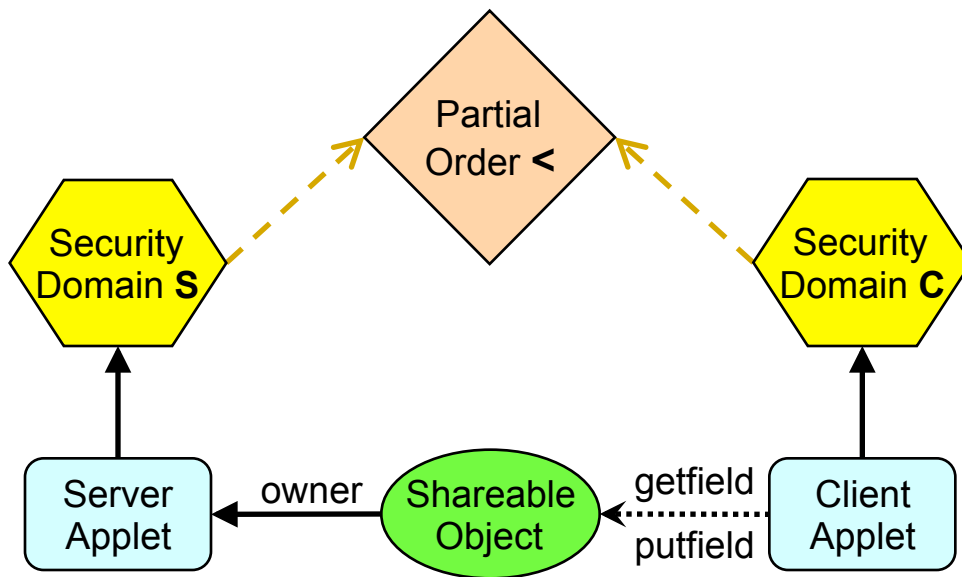 Partial
Order <
Security
Domain S
Security
Domain C
Server
Applet
owner
Shareable
Object
getfield
putfield
Client
Applet